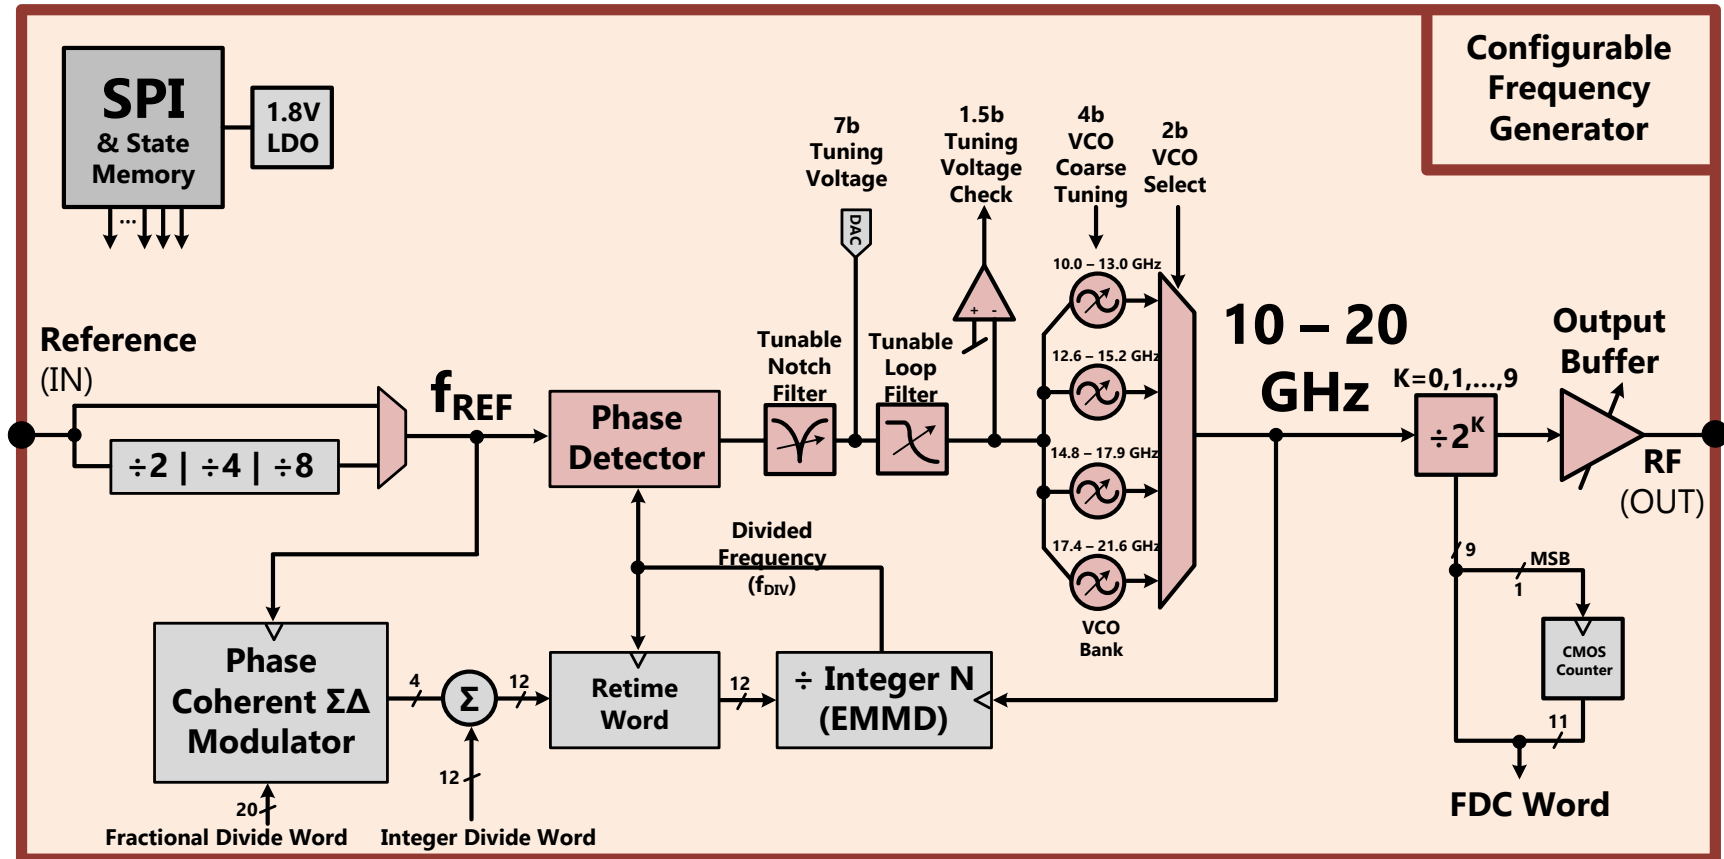 Configurable
Frequency
Generator
SPI
& State
Memory
...
1.8V
LDO
7b
Tuning
Voltage
DAC
1.5b
Tuning
Voltage
Check
4b
VCO
Coarse
Tuning
2b
VCO
Select
Reference
(IN)
÷2 | ÷4 | ÷8
fREF
Phase
Detector
Tunable
Notch
Filter
Tunable
Loop
Filter
+ -
10.0 – 13.0 GHz
12.6 – 15.2 GHz
14.8 – 17.9 GHz
17.4 – 21.6 GHz
VCO
Bank
10 – 20
GHz
K=0,1,...,9
÷2K
Output
Buffer
RF
(OUT)
Divided
Frequency
(fDIV)
Phase
Coherent ΣΔ
Modulator
4
Σ
12
Retime
Word
12
÷ Integer N
(EMMD)
20
Fractional Divide Word
12
Integer Divide Word
9
MSB
1
CMOS
Counter
11
FDC Word